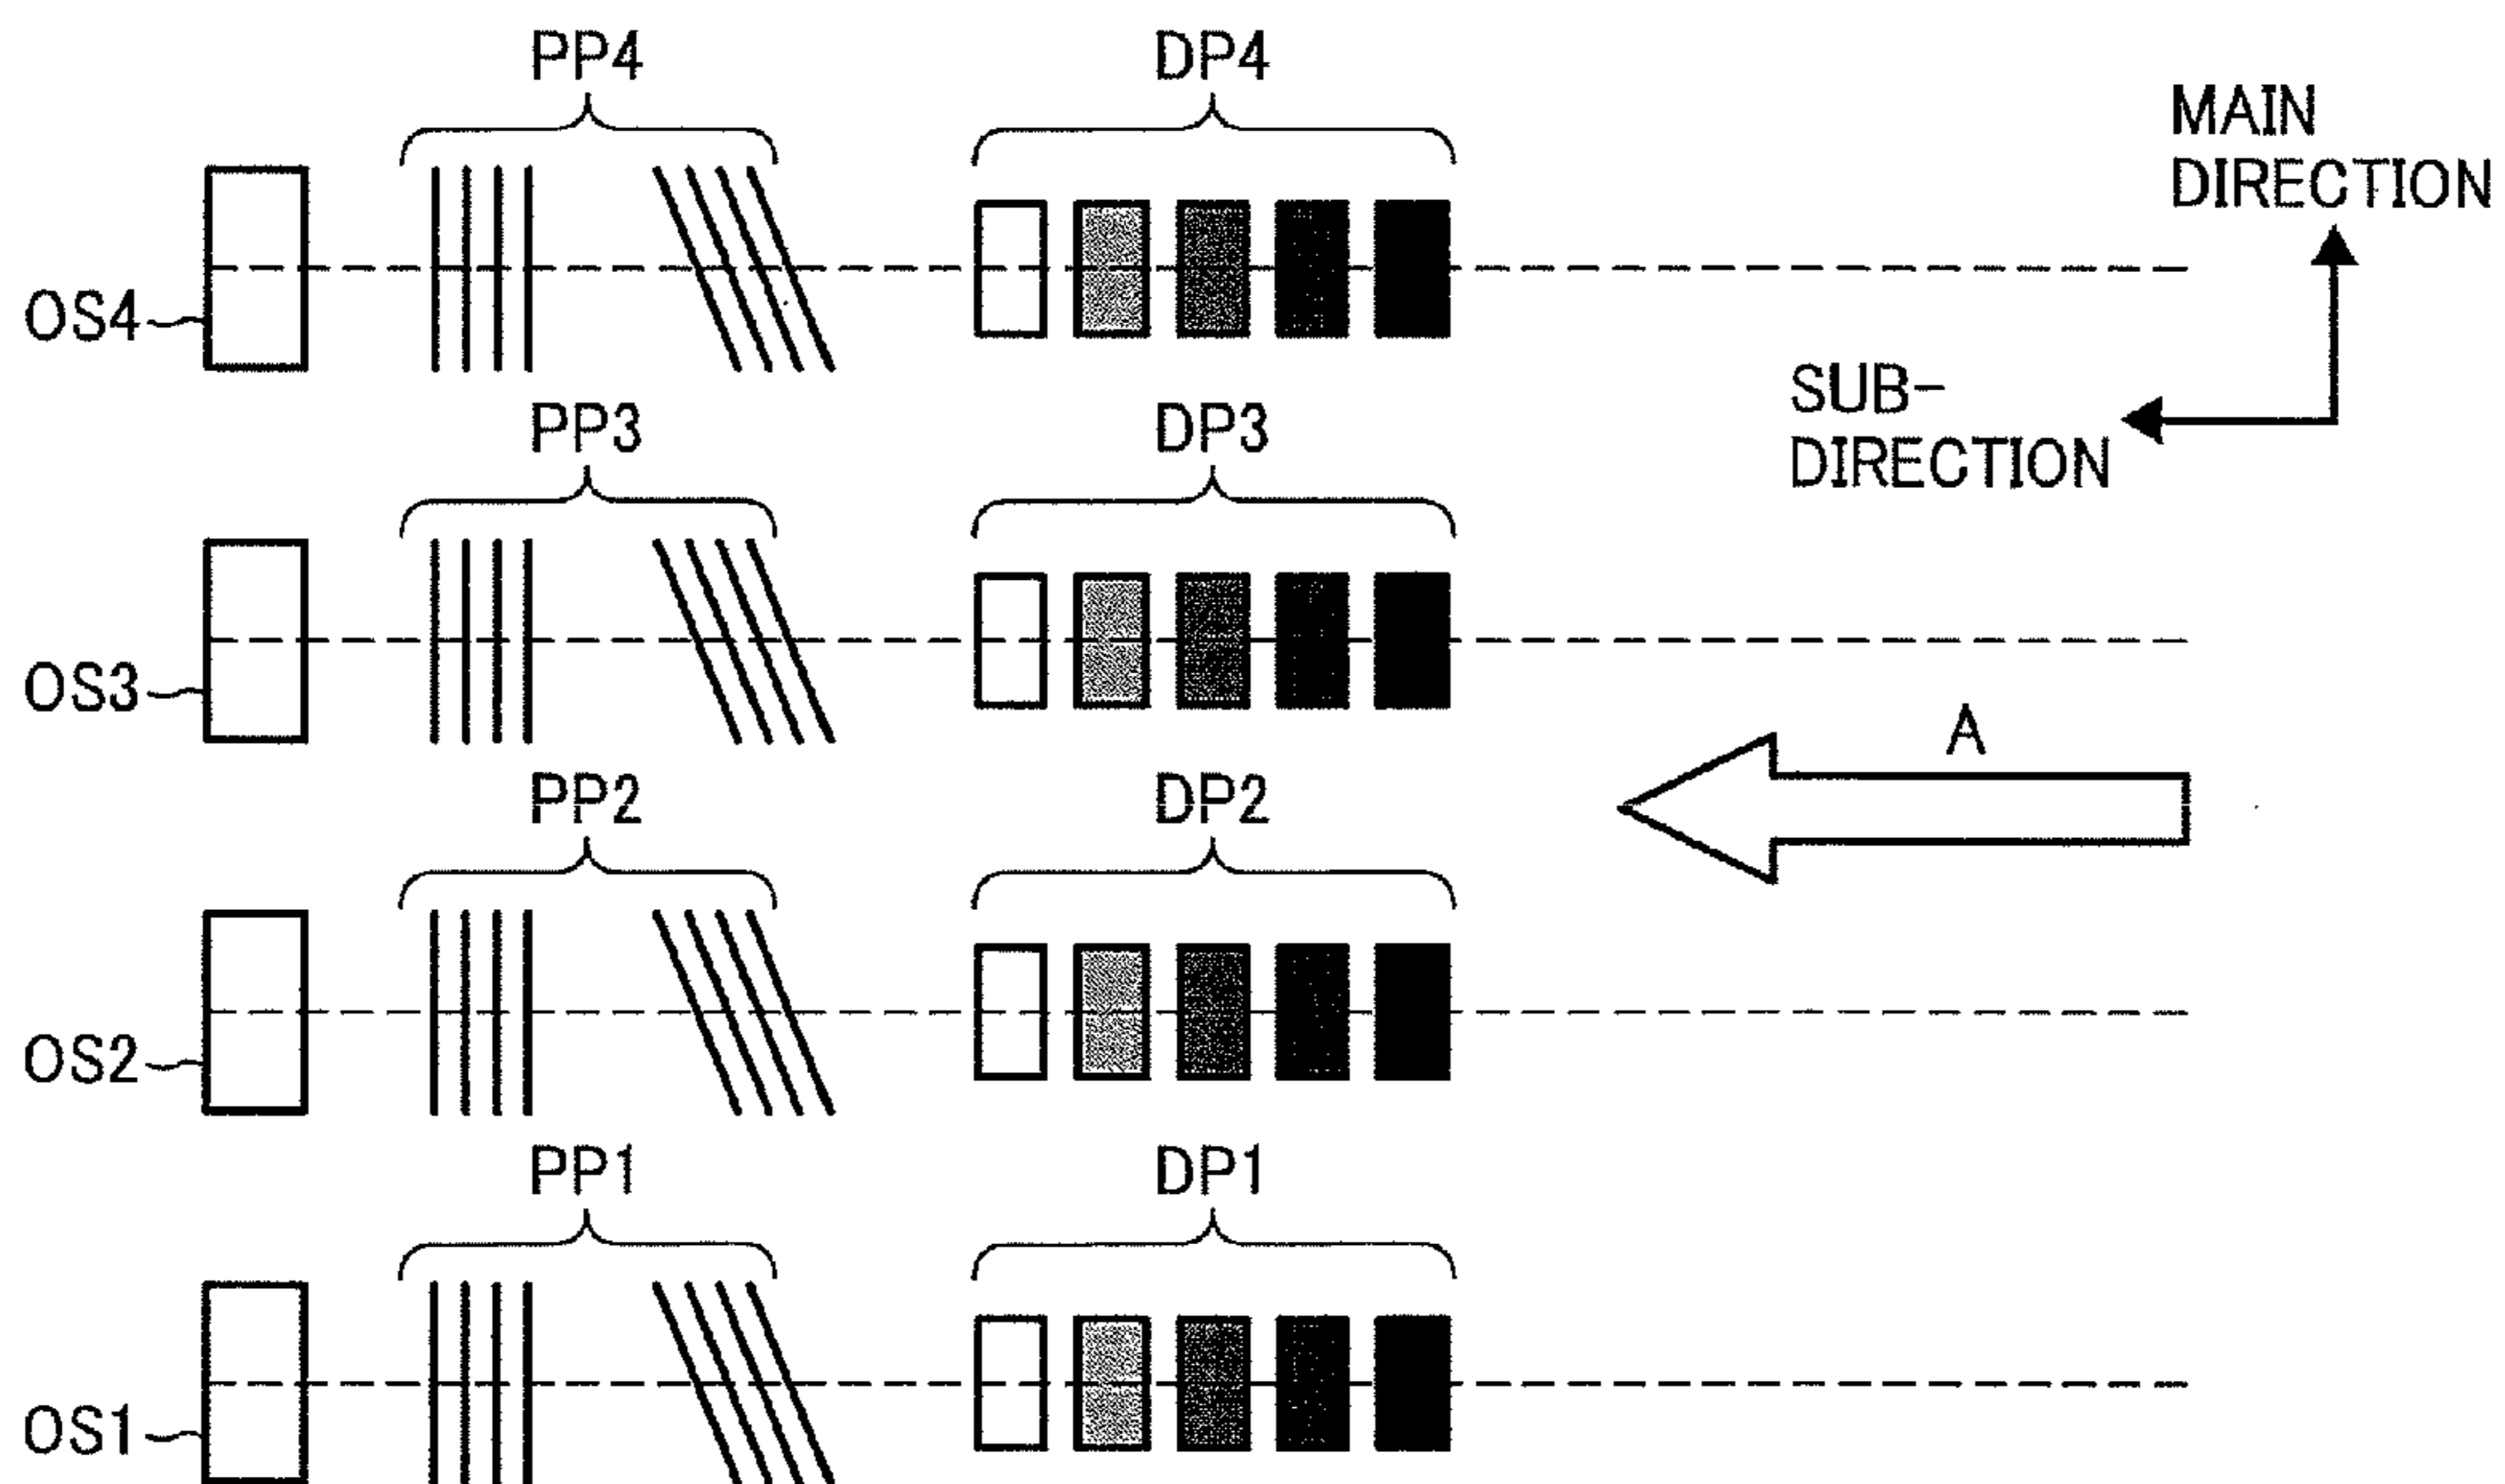 PP4
DP4
MAIN
DIRECTION
OS4
SUB-
DIRECTION
PP3
DP3
OS3
A
PP2
DP2
OS2
PP1
DP1
OS1